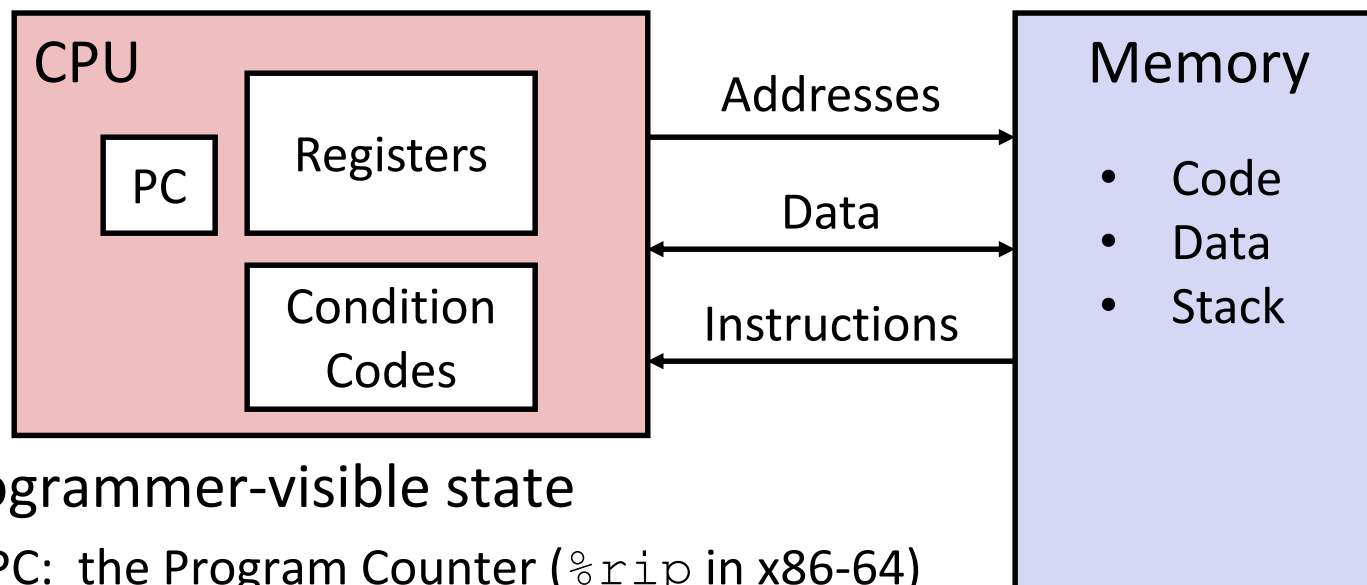 CPU
PC
Registers
Condition
Codes
Addresses
Data
Instructions
Memory
• Code
• Data
• Stack
ogrammer-visible state
PC: the Program Counter (%rip in x86-64)